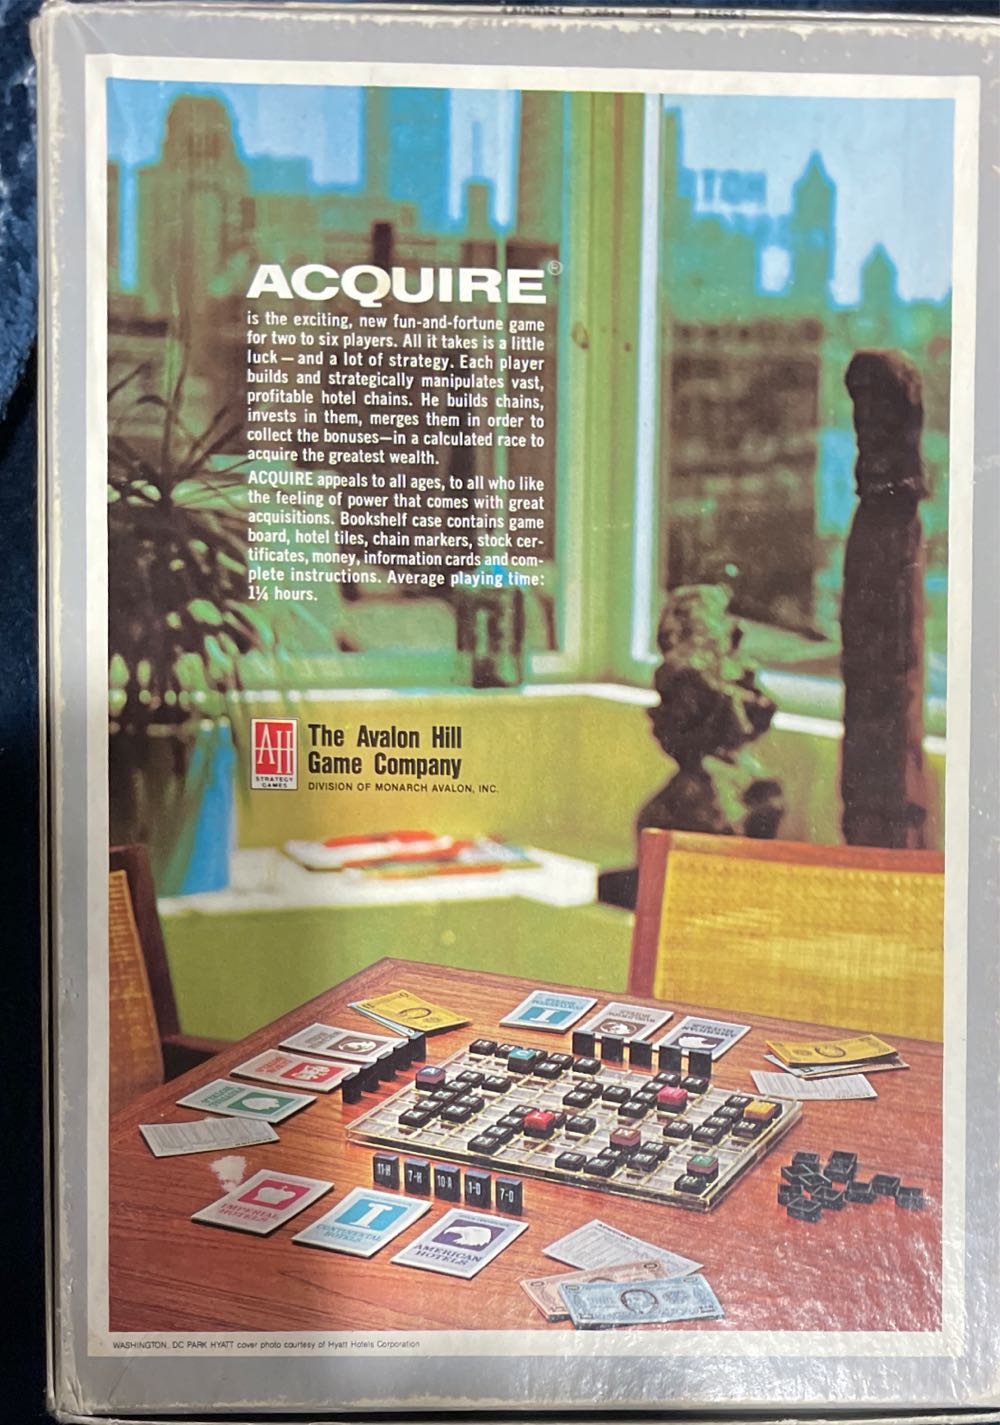 ACQUIRE®
is the exciting, new fun-and-fortune game
for two to six players. All it takes is a little
luck — and a lot of strategy. Each player
builds and strategically manipulates vast,
profitable hotel chains. He builds chains,
invests in them, merges them in order to
collect the bonuses—in a calculated race to
acquire the greatest wealth.
ACQUIRE appeals to all ages, to all who like
the feeling of power that comes with great
acquisitions. Bookshelf case contains game
board, hotel tiles, chain markers, stock cer-
tificates, money, information cards and com-
plete instructions. Average playing time:
1¼ hours.
AH
STRATEGY
GAMES
The Avalon Hill
Game Company
DIVISION OF MONARCH AVALON, INC.
11-H 7-H 10-A 1-D 7-D
IMPERIAL
HOTELS
CONTINENTAL
HOTELS
AMERICAN
HOTELS
WASHINGTON, DC PARK HYATT cover photo courtesy of Hyatt Hotels Corporation